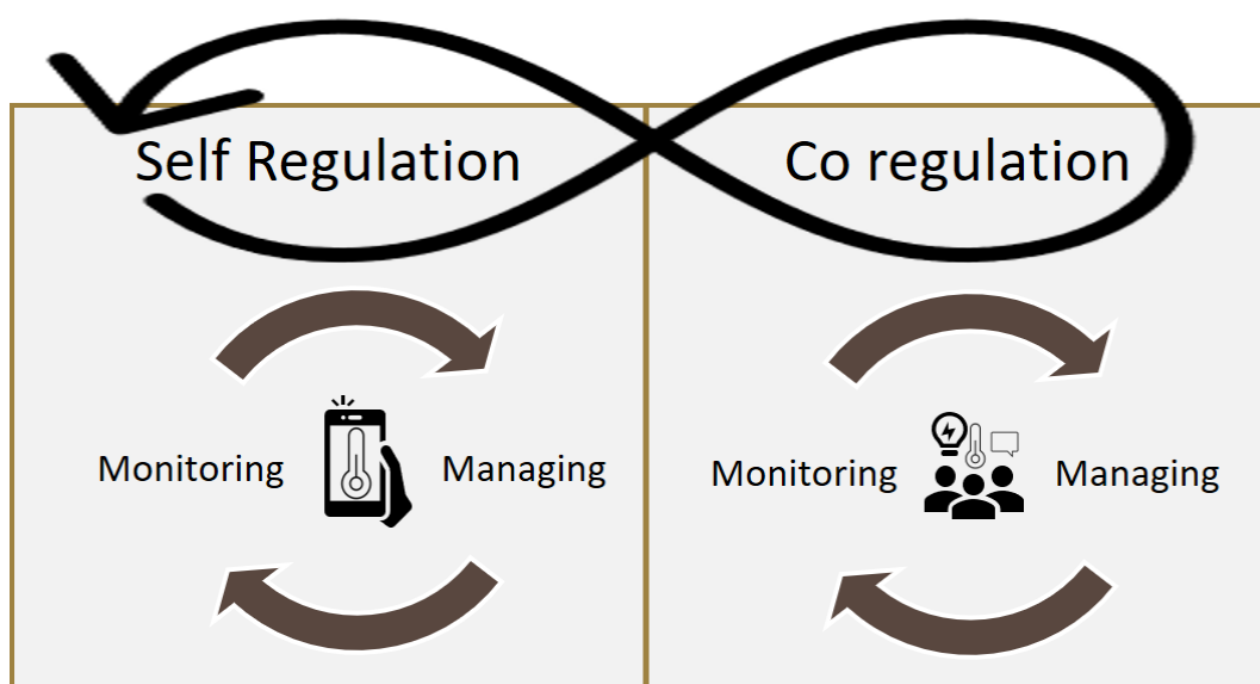 Self Regulation
Co regulation
Monitoring
Managing
Monitoring
Managing